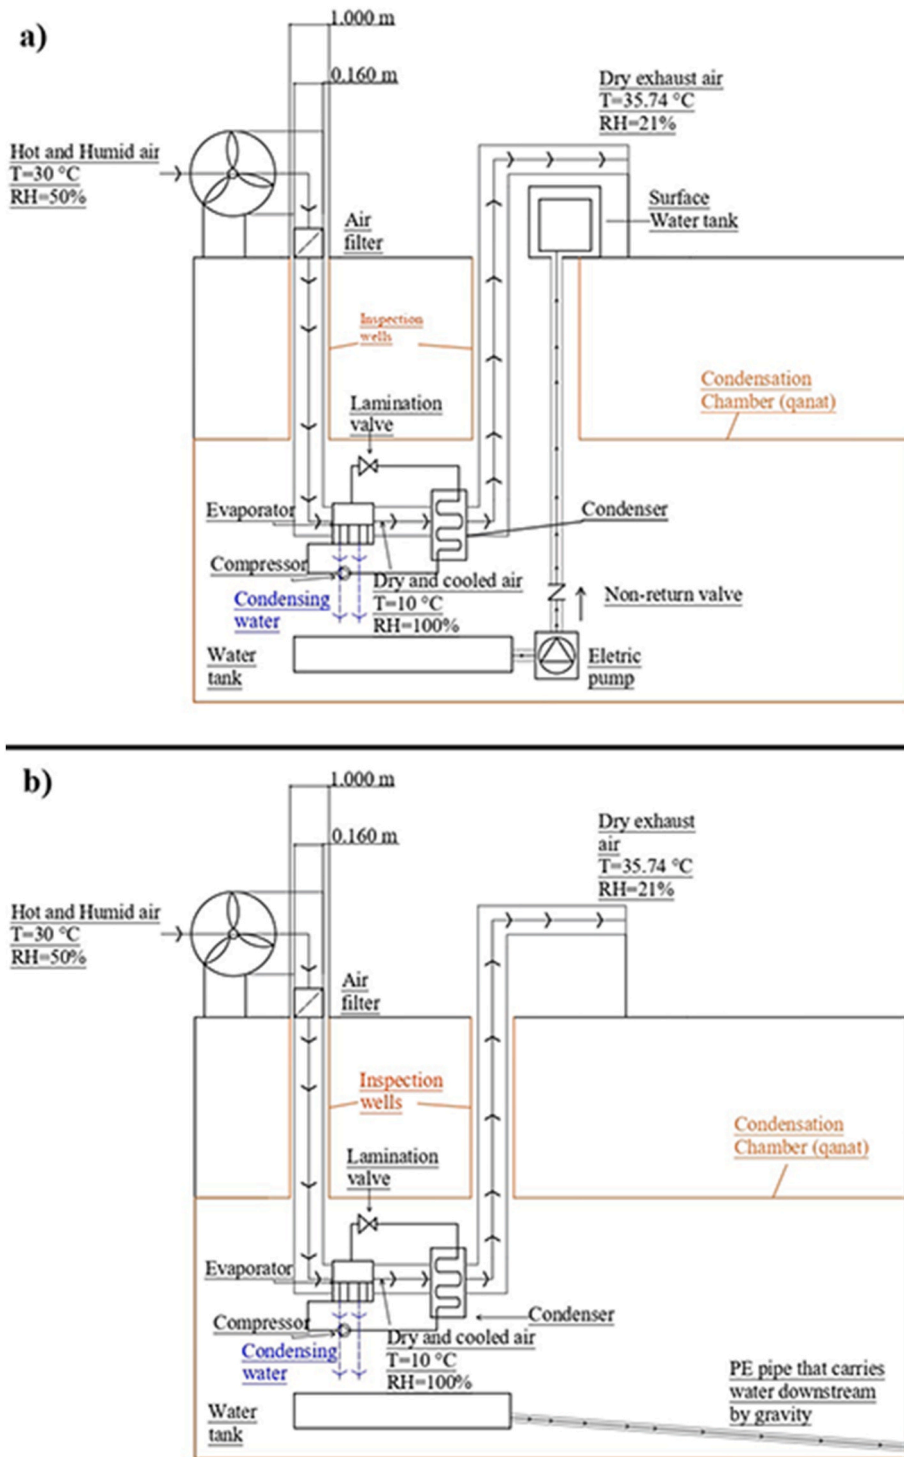 a)
1.000 m
0.160 m
Dry exhaust air
T=35.74 °C
RH=21%
Hot and Humid air
T=30 °C
RH=50%
Air
filter
Surface
Water tank
Inspection
wells
Condensation
Chamber (qanat)
Lamination
valve
Evaporator
Condenser
Compressor
Dry and cooled air
T=10 °C
RH=100%
Condensing
water
Non-return valve
Water
tank
Eletric
pump
b)
1.000 m
0.160 m
Dry exhaust
air
T=35.74 °C
RH=21%
Hot and Humid air
T=30 °C
RH=50%
Air
filter
Inspection
wells
Condensation
Chamber (qanat)
Lamination
valve
Evaporator
Condenser
Compressor
Dry and cooled air
T=10 °C
RH=100%
Condensing
water
PE pipe that carries
water downstream
by gravity
Water
tank